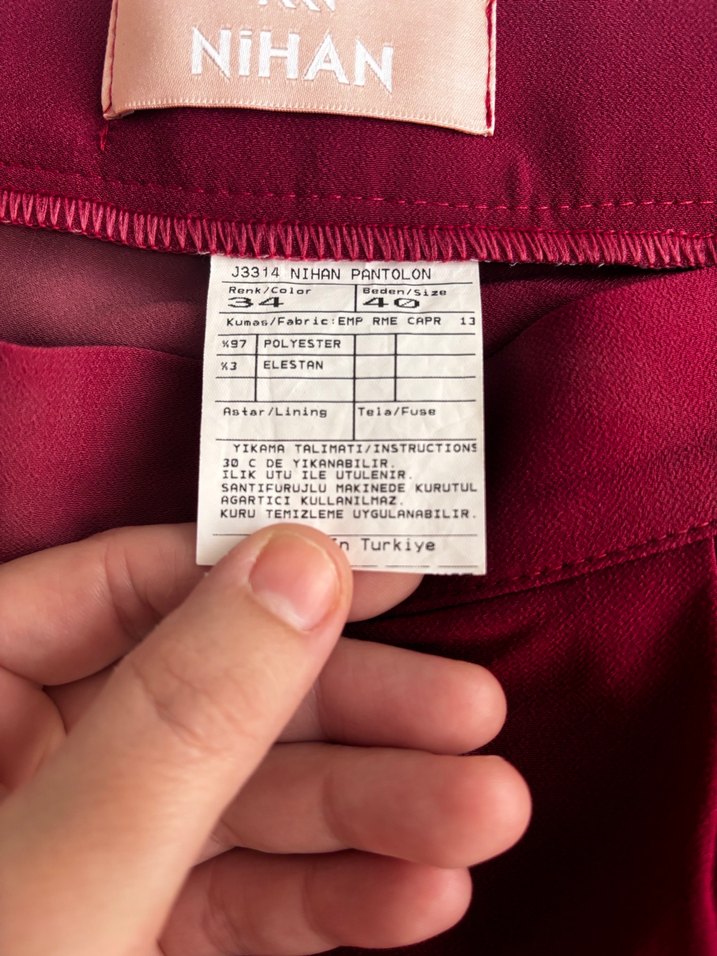 NiHAN
J3314 NIHAN PANTOLON
Renk/Color Beden/Size
34 40
Kumas/Fabric:EMP RME CAPR 13
%97 POLYESTER
%3 ELESTAN
Astar/Lining Tela/Fuse
YIKAMA TALIMATI/INSTRUCTIONS
30 C DE YIKANABILIR.
ILIK UTU ILE UTULENIR.
SANTIFURUJLU MAKINEDE KURUTUL
AGARTICI KULLANILMAZ.
KURU TEMIZLEME UYGULANABILIR.
in Turkiye